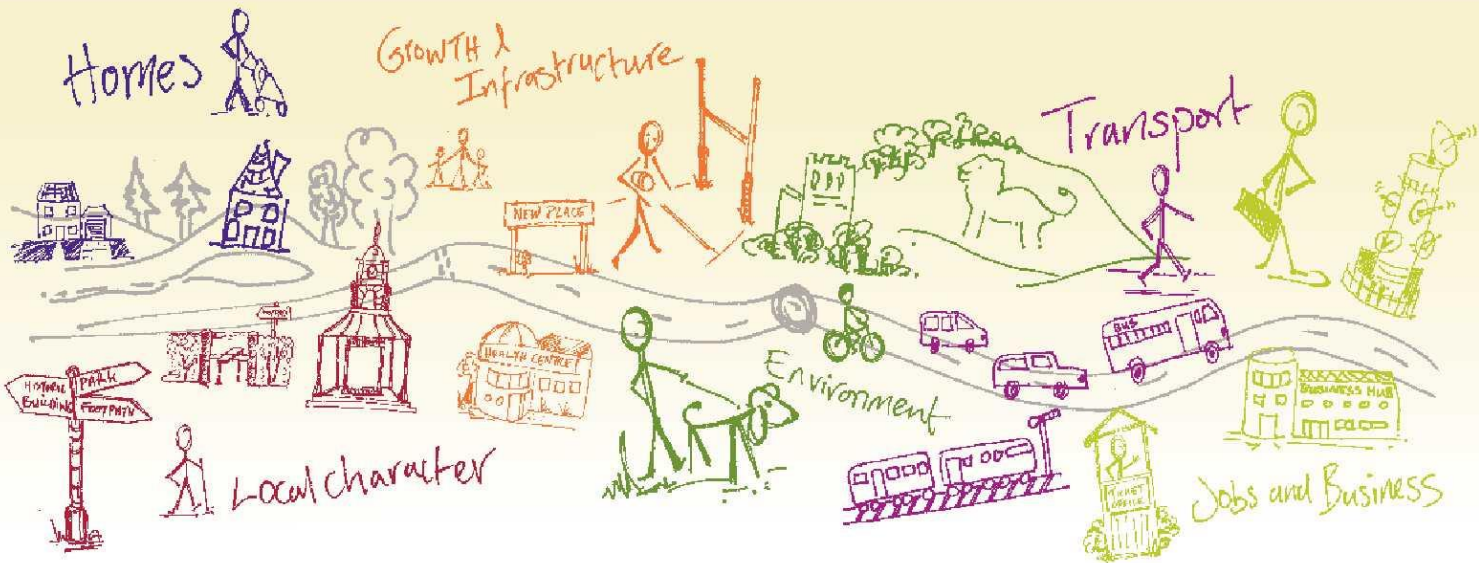 Homes
GROWTH &
Infrastructure
Transport
NEW PLACE
BUS
HEALTH CENTRE
Environment
PARK
HISTORIC
BUILDING
FOOTPATH
BUSINESS HUB
Local character
TICKET
OFFICE
Jobs and Business